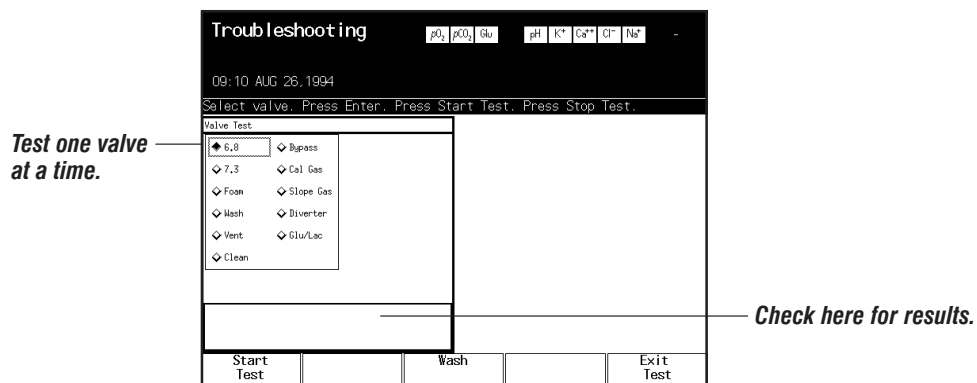 Troubleshooting
pO2 pCO2 Glu pH K+ Ca++ Cl- Na+ -
09:10 AUG 26,1994
Select valve. Press Enter. Press Start Test. Press Stop Test.
Valve Test
Test one valve
at a time.
6.8 Bypass
7.3 Cal Gas
Foam Slope Gas
Wash Diverter
Vent Glu/Lac
Clean
Check here for results.
Start Test
Wash
Exit Test